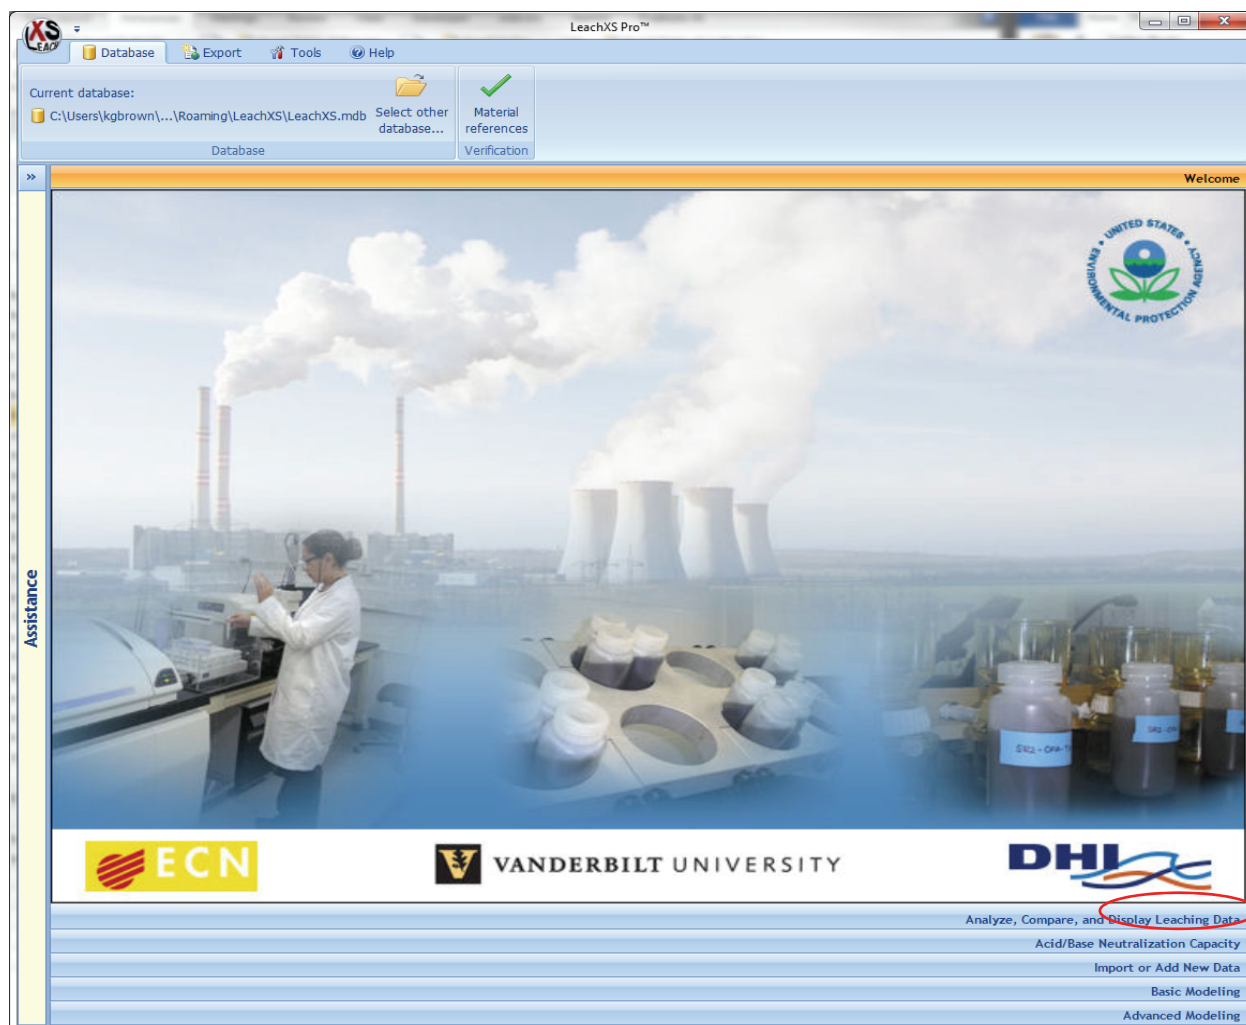 LeachXS Pro™
XS
LEACH
Database
Export
Tools
Help
Current database:
C:\Users\kgbrown\...\Roaming\LeachXS\LeachXS.mdb
Select other
database...
Material
references
Database
Verification
»
Welcome
UNITED STATES
ENVIRONMENTAL PROTECTION AGENCY
Assistance
ECN
V
VANDERBILT UNIVERSITY
DHI
Analyze, Compare, and Display Leaching Data
Acid/Base Neutralization Capacity
Import or Add New Data
Basic Modeling
Advanced Modeling